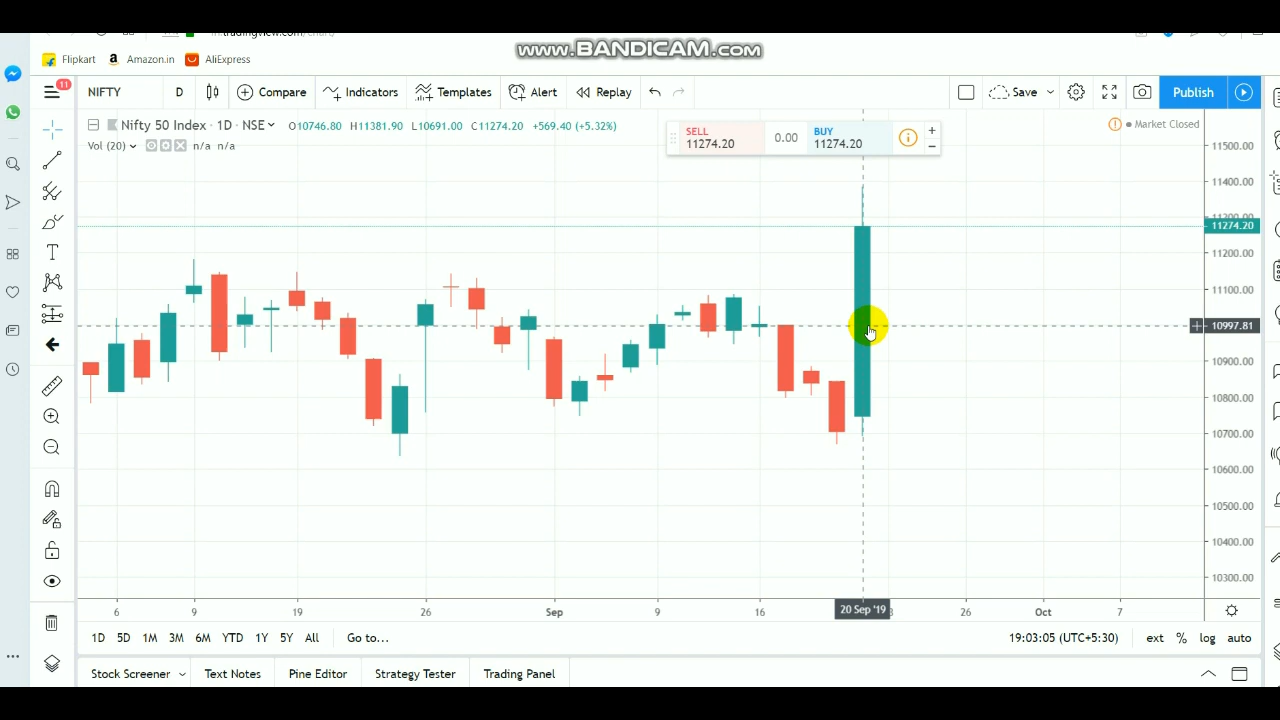 www.BANDICAM.com
Flipkart Amazon.in AliExpress
11 NIFTY D Compare Indicators Templates Alert Replay Save Publish
Nifty 50 Index · 1D · NSE O10746.80 H11381.90 L10691.00 C11274.20 +569.40 (+5.32%)
SELL 11274.20 0.00 BUY 11274.20 + −
Market Closed
Vol (20) n/a n/a
11500.00
11400.00
11300.00
11274.20
11200.00
11100.00
10997.81
10900.00
10800.00
10700.00
10600.00
10500.00
10400.00
10300.00
6 9 19 26 Sep 9 16 20 Sep '19 26 Oct 7
1D 5D 1M 3M 6M YTD 1Y 5Y All Go to... 19:03:05 (UTC+5:30) ext % log auto
Stock Screener Text Notes Pine Editor Strategy Tester Trading Panel